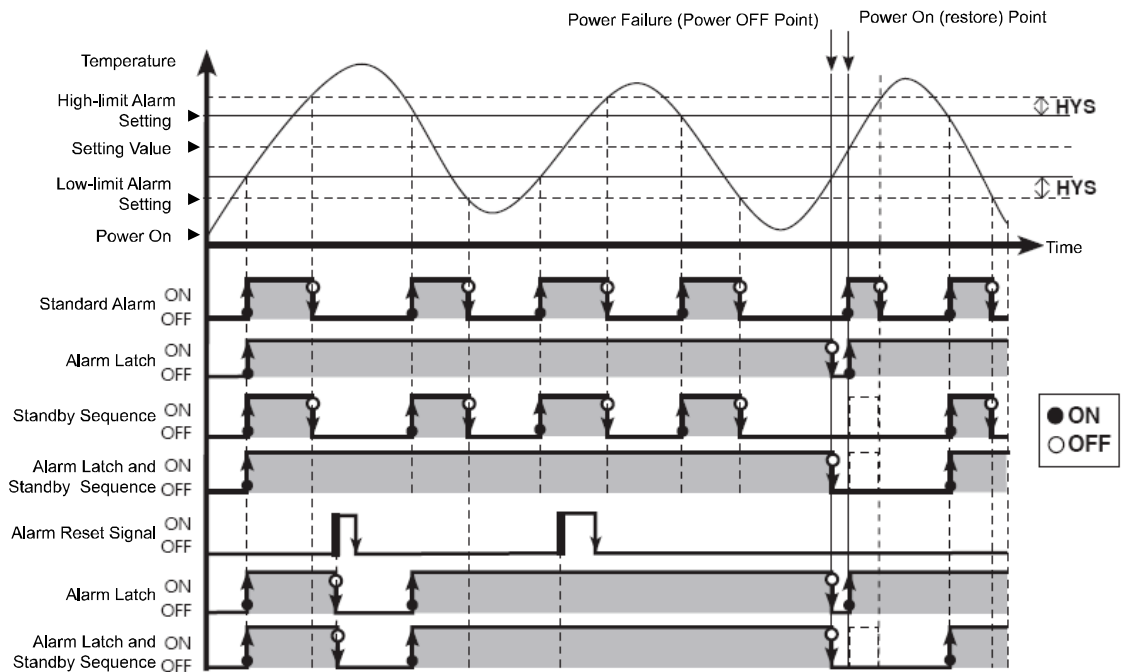 Power Failure (Power OFF Point)
Power On (restore) Point
Temperature
High-limit Alarm
Setting
HYS
Setting Value
Low-limit Alarm
Setting
HYS
Power On
Time
Standard Alarm
ON
OFF
Alarm Latch
ON
OFF
Standby Sequence
ON
OFF
ON
OFF
Alarm Latch and
Standby Sequence
ON
OFF
Alarm Reset Signal
ON
OFF
Alarm Latch
ON
OFF
Alarm Latch and
Standby Sequence
ON
OFF